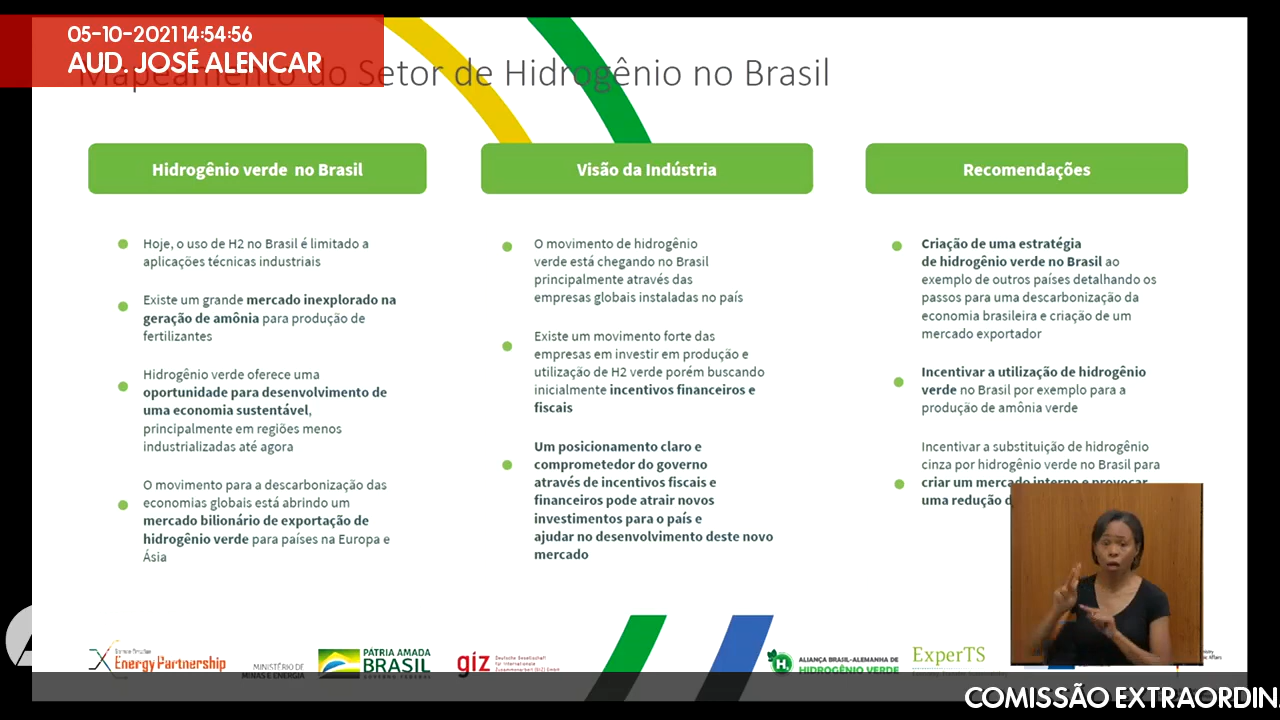 05-10-2021 14:54:56
AUD. JOSÉ ALENCAR
Mapeamento do Setor de Hidrogênio no Brasil
Hidrogênio verde no Brasil
Hoje, o uso de H2 no Brasil é limitado a
aplicações técnicas industriais
Existe um grande mercado inexplorado na
geração de amônia para produção de
fertilizantes
Hidrogênio verde oferece uma
oportunidade para desenvolvimento de
uma economia sustentável,
principalmente em regiões menos
industrializadas até agora
O movimento para a descarbonização das
economias globais está abrindo um
mercado bilionário de exportação de
hidrogênio verde para países na Europa e
Ásia
Visão da Indústria
O movimento de hidrogênio
verde está chegando no Brasil
principalmente através das
empresas globais instaladas no país
Existe um movimento forte das
empresas em investir em produção e
utilização de H2 verde porém buscando
inicialmente incentivos financeiros e
fiscais
Um posicionamento claro e
comprometedor do governo
através de incentivos fiscais e
financeiros pode atrair novos
investimentos para o país e
ajudar no desenvolvimento deste novo
mercado
Recomendações
Criação de uma estratégia
de hidrogênio verde no Brasil ao
exemplo de outros países detalhando os
passos para uma descarbonização da
economia brasileira e criação de um
mercado exportador
Incentivar a utilização de hidrogênio
verde no Brasil por exemplo para a
produção de amônia verde
Incentivar a substituição de hidrogênio
cinza por hidrogênio verde no Brasil para
criar um mercado interno e provocar
uma redução
Energy Partnership
MINISTÉRIO DE
MINAS E ENERGIA
PÁTRIA AMADA
BRASIL
GOVERNO FEDERAL
giz
Deutsche Gesellschaft
für Internationale
Zusammenarbeit (GIZ) GmbH
H
ALIANÇA BRASIL-ALEMANHA DE
HIDROGÊNIO VERDE
ExperTS
COMISSÃO EXTRAORDIN